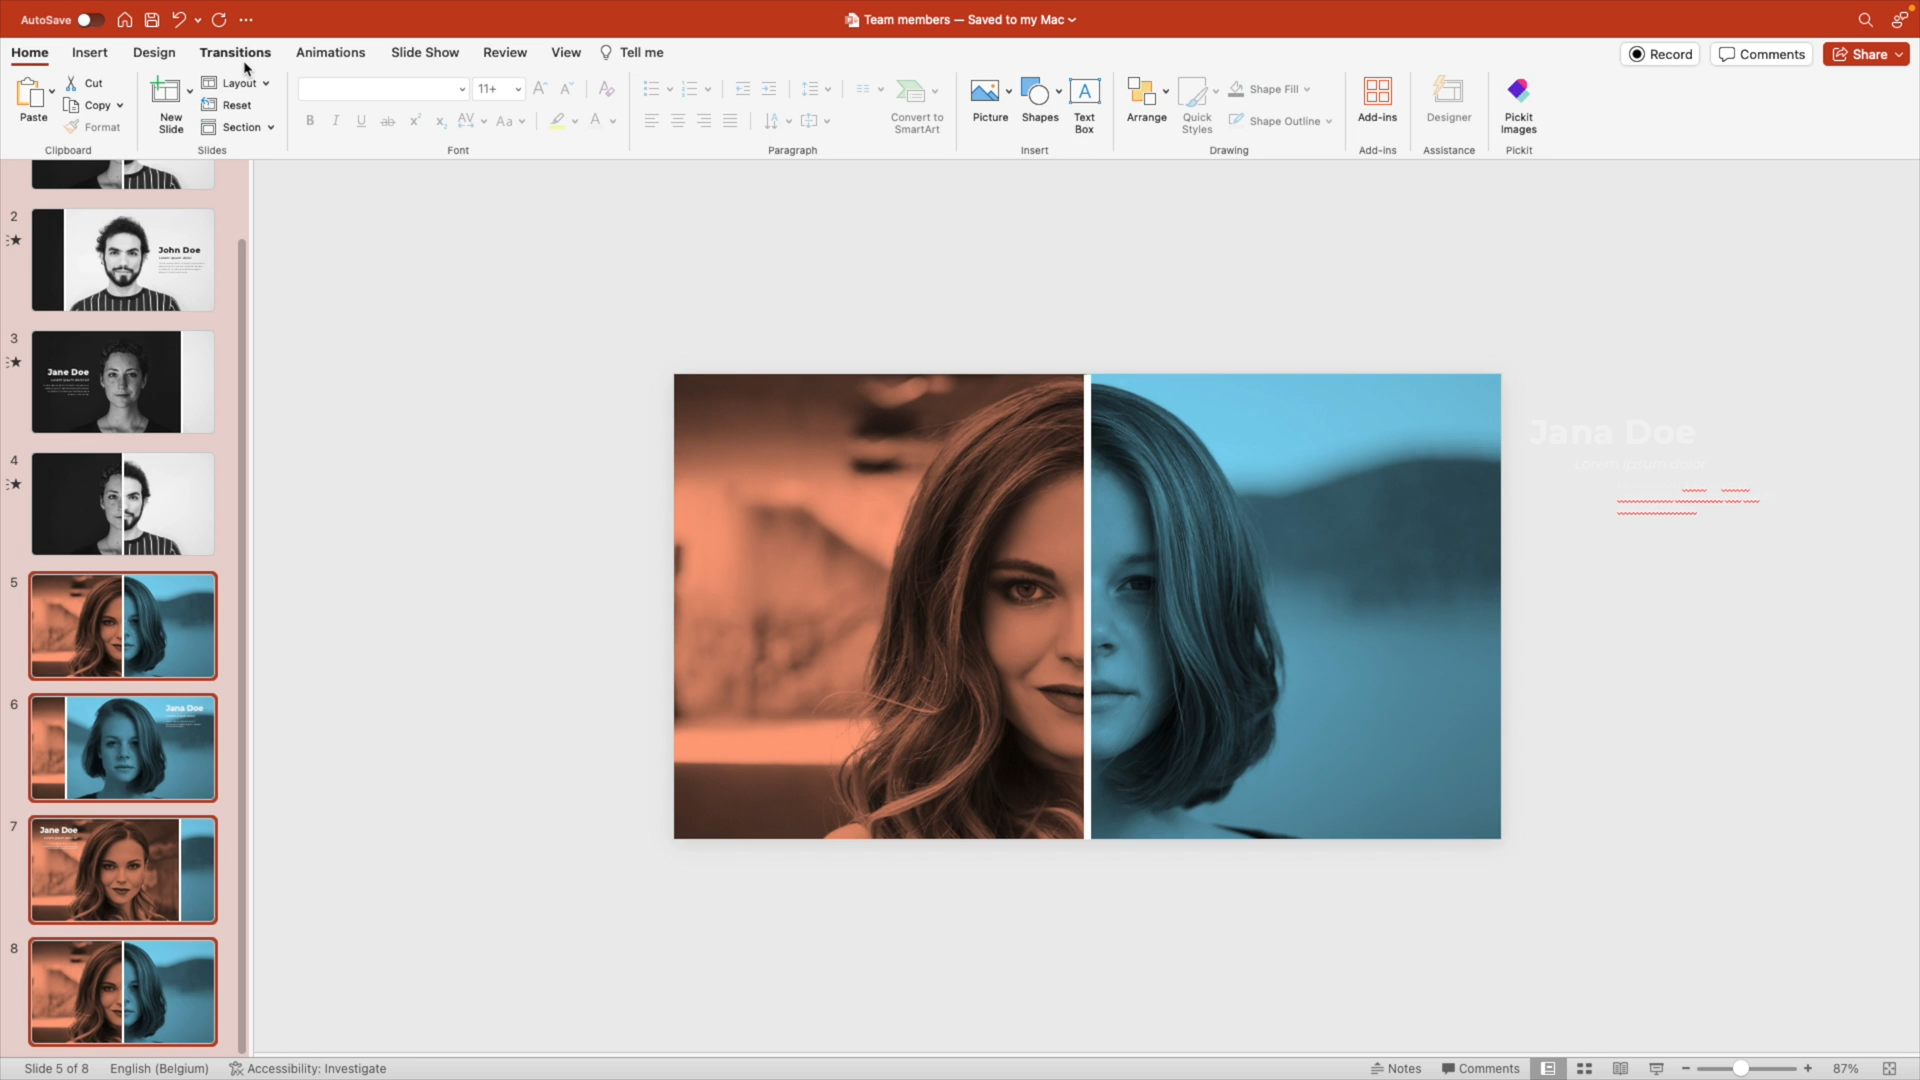 AutoSave
Team members — Saved to my Mac
Home
Insert
Design
Transitions
Animations
Slide Show
Review
View
Tell me
Record
Comments
Share
Paste
Cut
Copy
Format
Clipboard
New
Slide
Layout
Reset
Section
Slides
11+
Font
Paragraph
Convert to
SmartArt
Picture
Shapes
Text
Box
Insert
Arrange
Quick
Styles
Shape Fill
Shape Outline
Drawing
Add-ins
Add-ins
Designer
Assistance
Pickit
Images
Pickit
2
John Doe
3
Jane Doe
4
5
6
Jana Doe
7
Jane Doe
8
Jana Doe
Lorem ipsum dolor
Slide 5 of 8
English (Belgium)
Accessibility: Investigate
Notes
Comments
87%